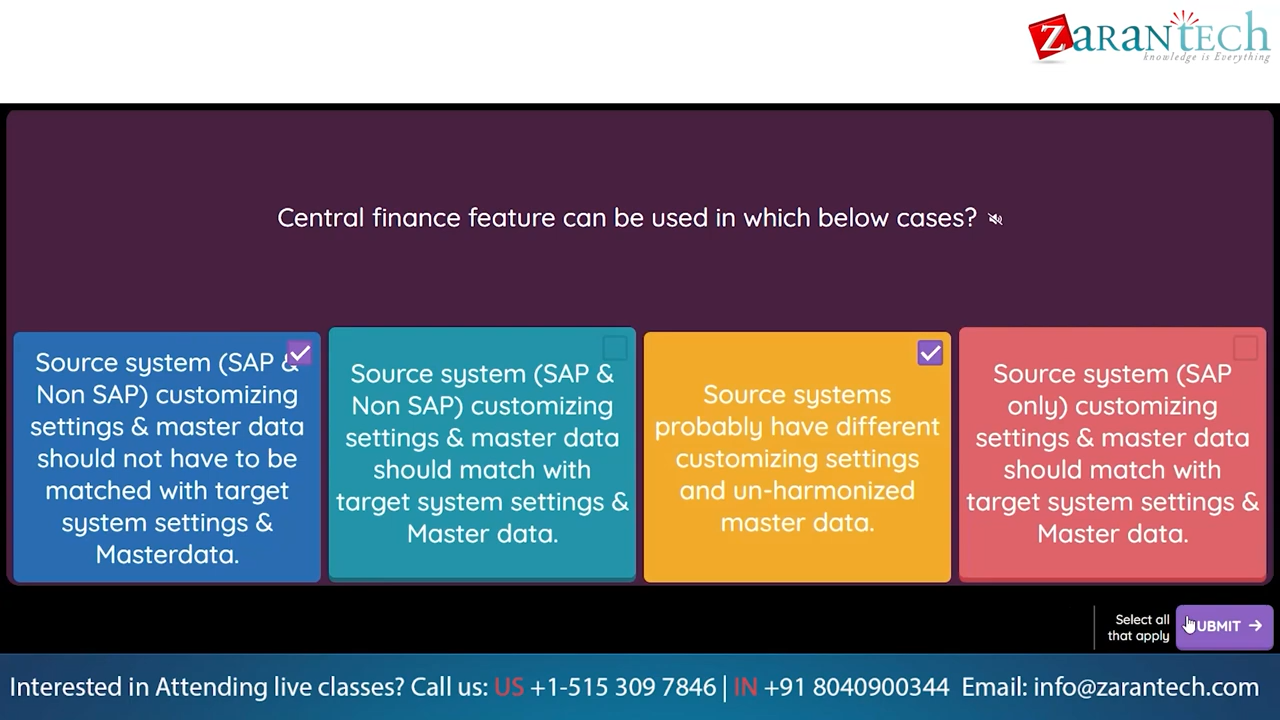 ZARANTECH
knowledge is Everything
Central finance feature can be used in which below cases?
Source system (SAP &
Non SAP) customizing
settings & master data
should not have to be
matched with target
system settings &
Masterdata.
Source system (SAP &
Non SAP) customizing
settings & master data
should match with
target system settings &
Master data.
Source systems
probably have different
customizing settings
and un-harmonized
master data.
Source system (SAP
only) customizing
settings & master data
should match with
target system settings &
Master data.
Select all
that apply
SUBMIT →
Interested in Attending live classes? Call us: US +1-515 309 7846 | IN +91 8040900344 Email: info@zarantech.com